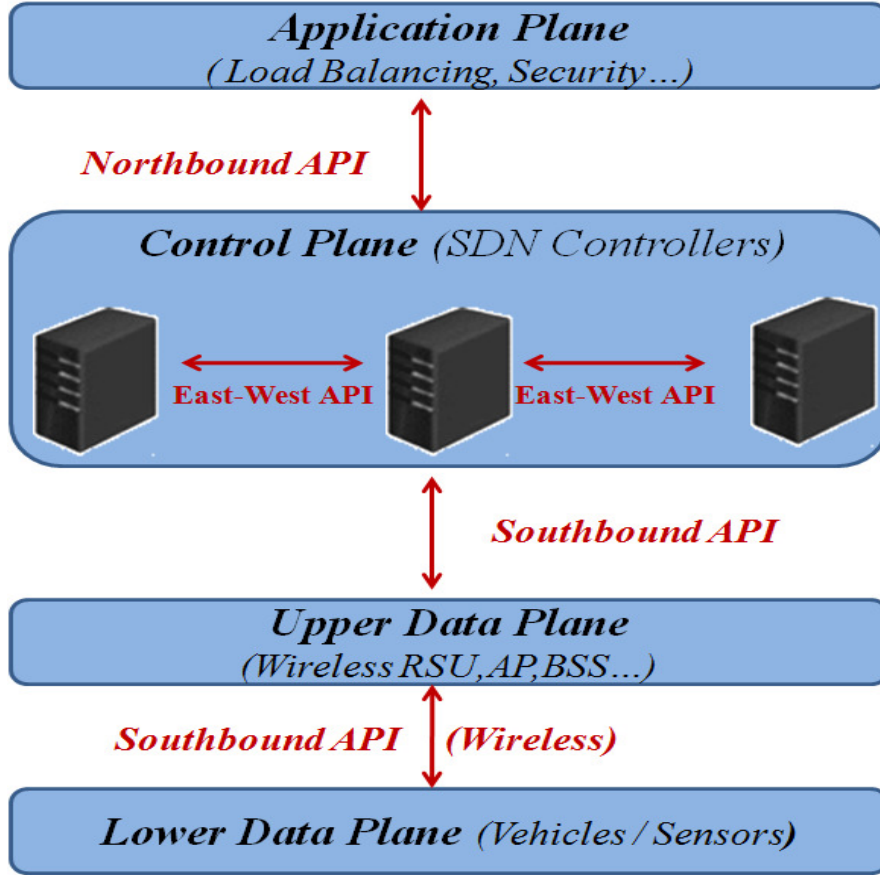 Application Plane
( Load Balancing, Security…)
Northbound API
Control Plane (SDN Controllers)
East-West API
East-West API
Southbound API
Upper Data Plane
(Wireless RSU,AP,BSS…)
Southbound API (Wireless)
Lower Data Plane (Vehicles / Sensors)